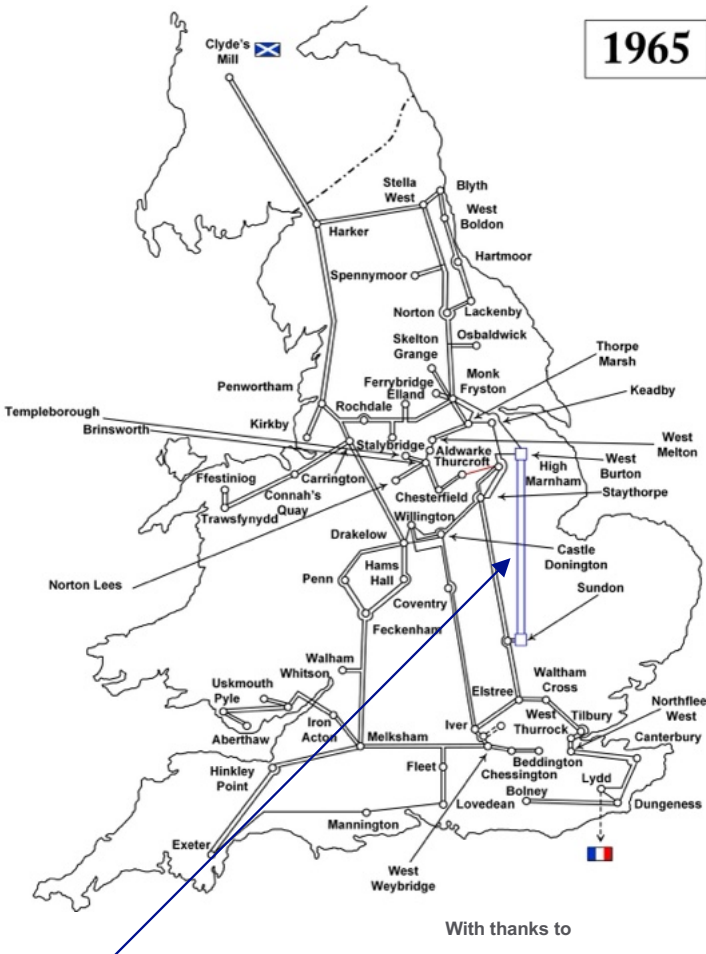 1965
Clyde's
Mill
Stella
West
Blyth
West
Boldon
Harker
Hartmoor
Spennymoor
Norton
Lackenby
Skelton
Grange
Osbaldwick
Thorpe
Marsh
Monk
Fryston
Penwortham
Ferrybridge
Elland
Keadby
Templeborough
Rochdale
Brinsworth
Kirkby
Stalybridge
West
Melton
Aldwarke
Thurcroft
High
Marnham
West
Burton
Ffestiniog
Carrington
Connah's
Quay
Chesterfield
Staythorpe
Trawsfynydd
Willington
Drakelow
Castle
Donington
Norton Lees
Penn
Hams
Hall
Sundon
Coventry
Feckenham
Walham
Whitson
Uskmouth
Pyle
Elstree
Waltham
Cross
Northflee
West
Aberthaw
Iron
Acton
Melksham
Iver
West
Thurrock
Tilbury
Canterbury
Hinkley
Point
Fleet
Beddington
Chessington
Lydd
Bolney
Lovedean
Dungeness
Mannington
Exeter
West
Weybridge
With thanks to